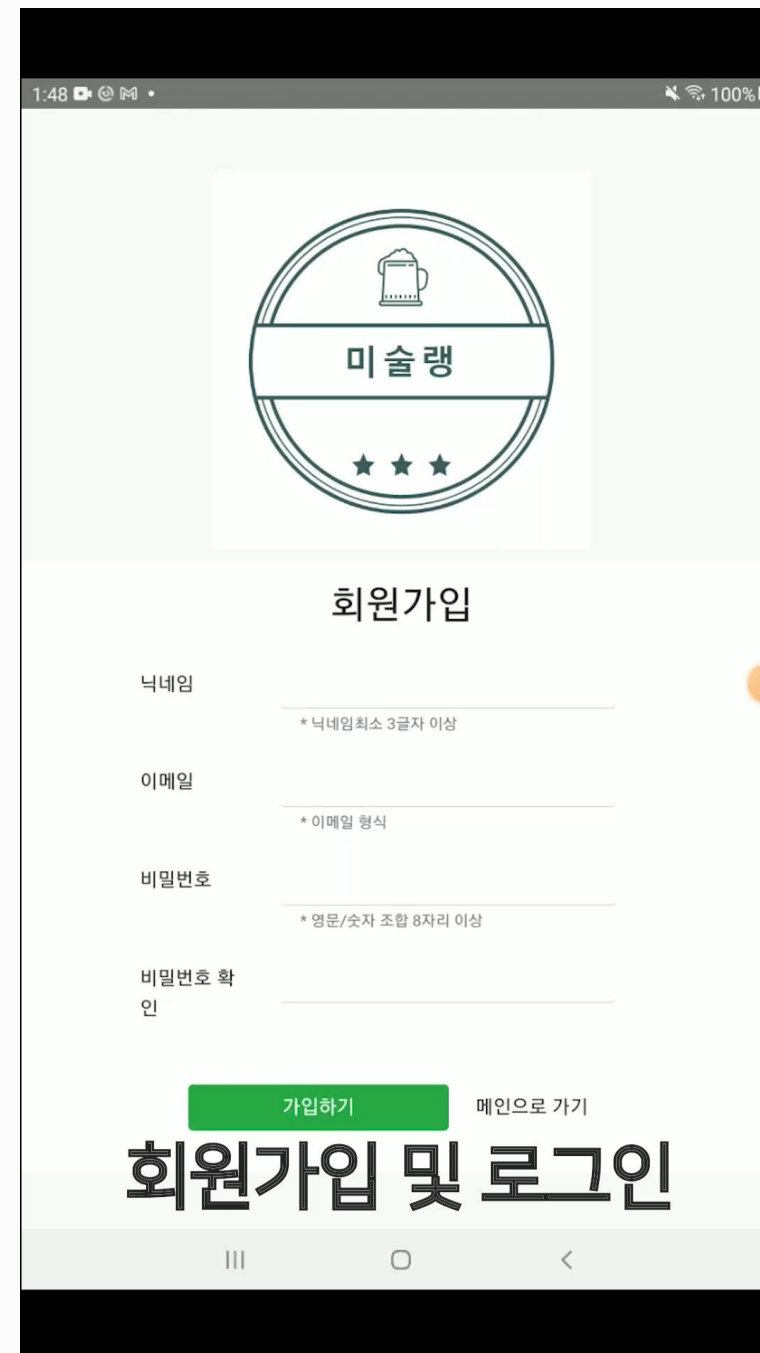 1:48
100%
미술랭
회원가입
닉네임
* 닉네임최소 3글자 이상
이메일
* 이메일 형식
비밀번호
* 영문/숫자 조합 8자리 이상
비밀번호 확
인
가입하기 메인으로 가기
회원가입 및 로그인